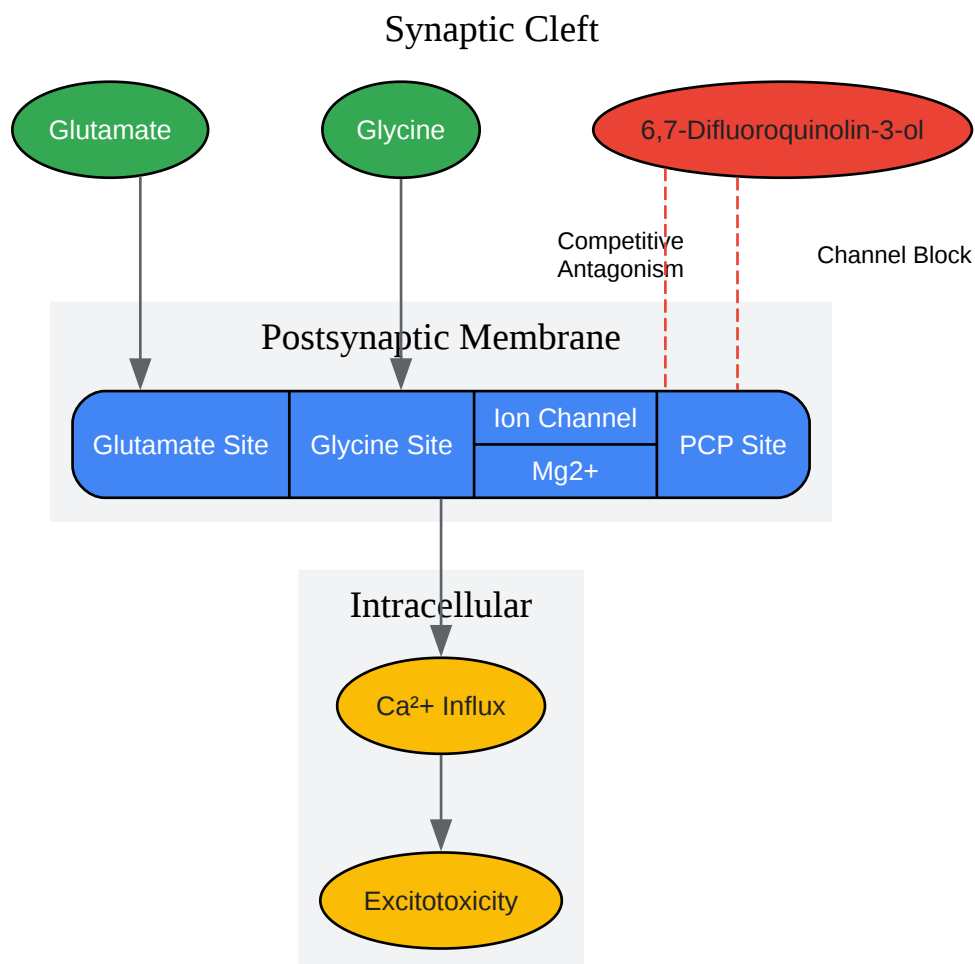 Synaptic Cleft
Glutamate
Glycine
6,7-Difluoroquinolin-3-ol
Competitive
Antagonism
Channel Block
Postsynaptic Membrane
Glutamate Site
Glycine Site
Ion Channel
Mg2+
PCP Site
Intracellular
Ca²+ Influx
Excitotoxicity